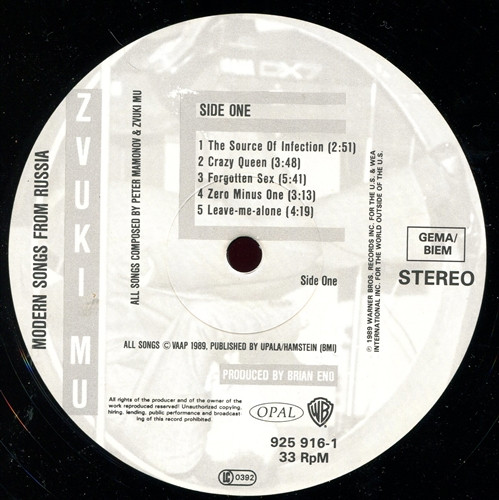 MODERN SONGS FROM RUSSIA
ZVUKI MU
ALL SONGS COMPOSED BY PETER MAMONOV & ZVUKI MU
SIDE ONE
1 The Source Of Infection (2:51)
2 Crazy Queen (3:48)
3 Forgotten Sex (5:41)
4 Zero Minus One (3:13)
5 Leave-me-alone (4:19)
Side One
℗ 1989 WARNER BROS. RECORDS INC. FOR THE U.S. & WEA
INTERNATIONAL INC. FOR THE WORLD OUTSIDE OF THE U.S.
GEMA/
BIEM
STEREO
ALL SONGS © VAAP 1989, PUBLISHED BY UPALA/HAMSTEIN (BMI)
PRODUCED BY BRIAN ENO
All rights of the producer and of the owner of the
work reproduced reserved! Unauthorized copying,
hiring, lending, public performance and broadcast-
ing of this record prohibited.
OPAL
WB
925 916-1
33 RpM
LC 0392